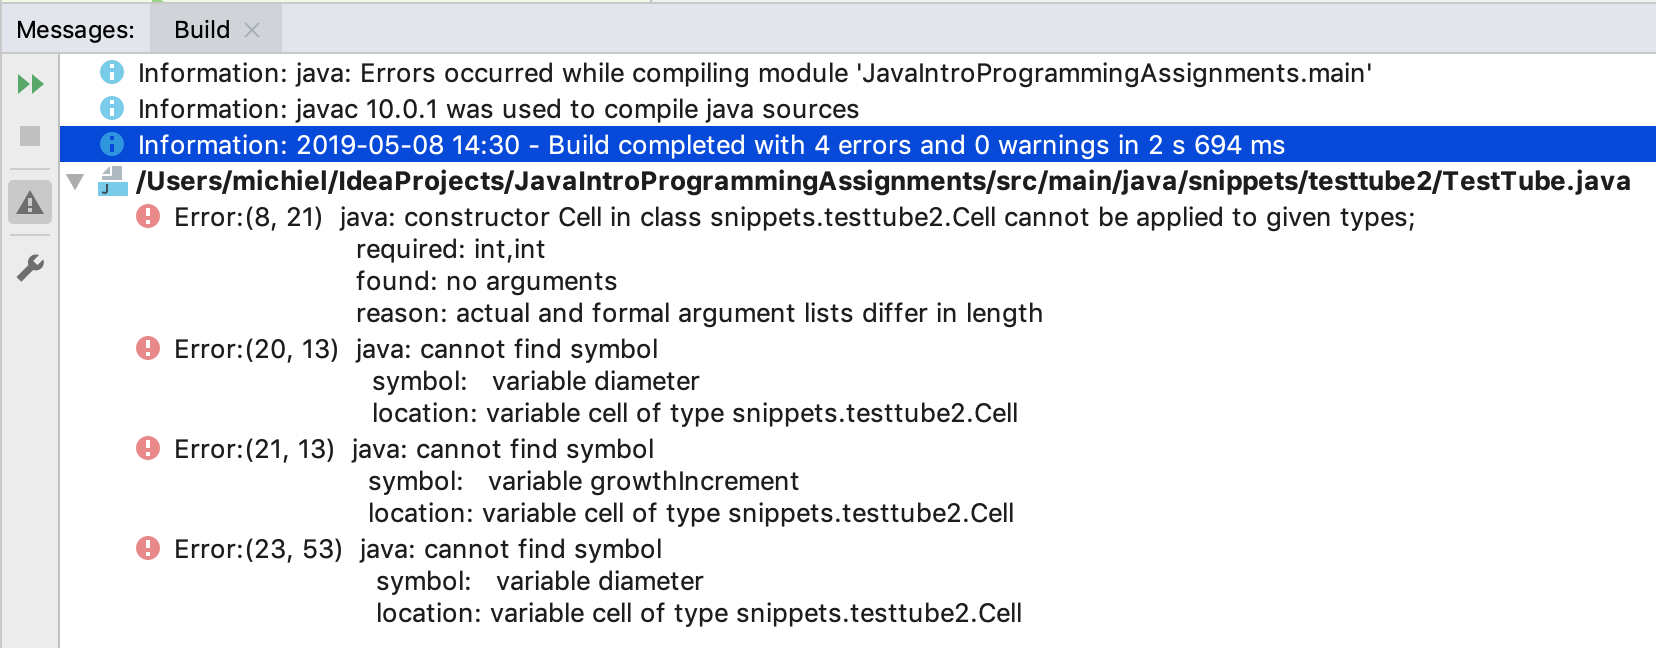 Messages: Build
Information: java: Errors occurred while compiling module 'JavaIntroProgrammingAssignments.main'
Information: javac 10.0.1 was used to compile java sources
Information: 2019-05-08 14:30 - Build completed with 4 errors and 0 warnings in 2 s 694 ms
/Users/michiel/IdeaProjects/JavaIntroProgrammingAssignments/src/main/java/snippets/testtube2/TestTube.java
Error:(8, 21) java: constructor Cell in class snippets.testtube2.Cell cannot be applied to given types;
required: int,int
found: no arguments
reason: actual and formal argument lists differ in length
Error:(20, 13) java: cannot find symbol
symbol: variable diameter
location: variable cell of type snippets.testtube2.Cell
Error:(21, 13) java: cannot find symbol
symbol: variable growthIncrement
location: variable cell of type snippets.testtube2.Cell
Error:(23, 53) java: cannot find symbol
symbol: variable diameter
location: variable cell of type snippets.testtube2.Cell